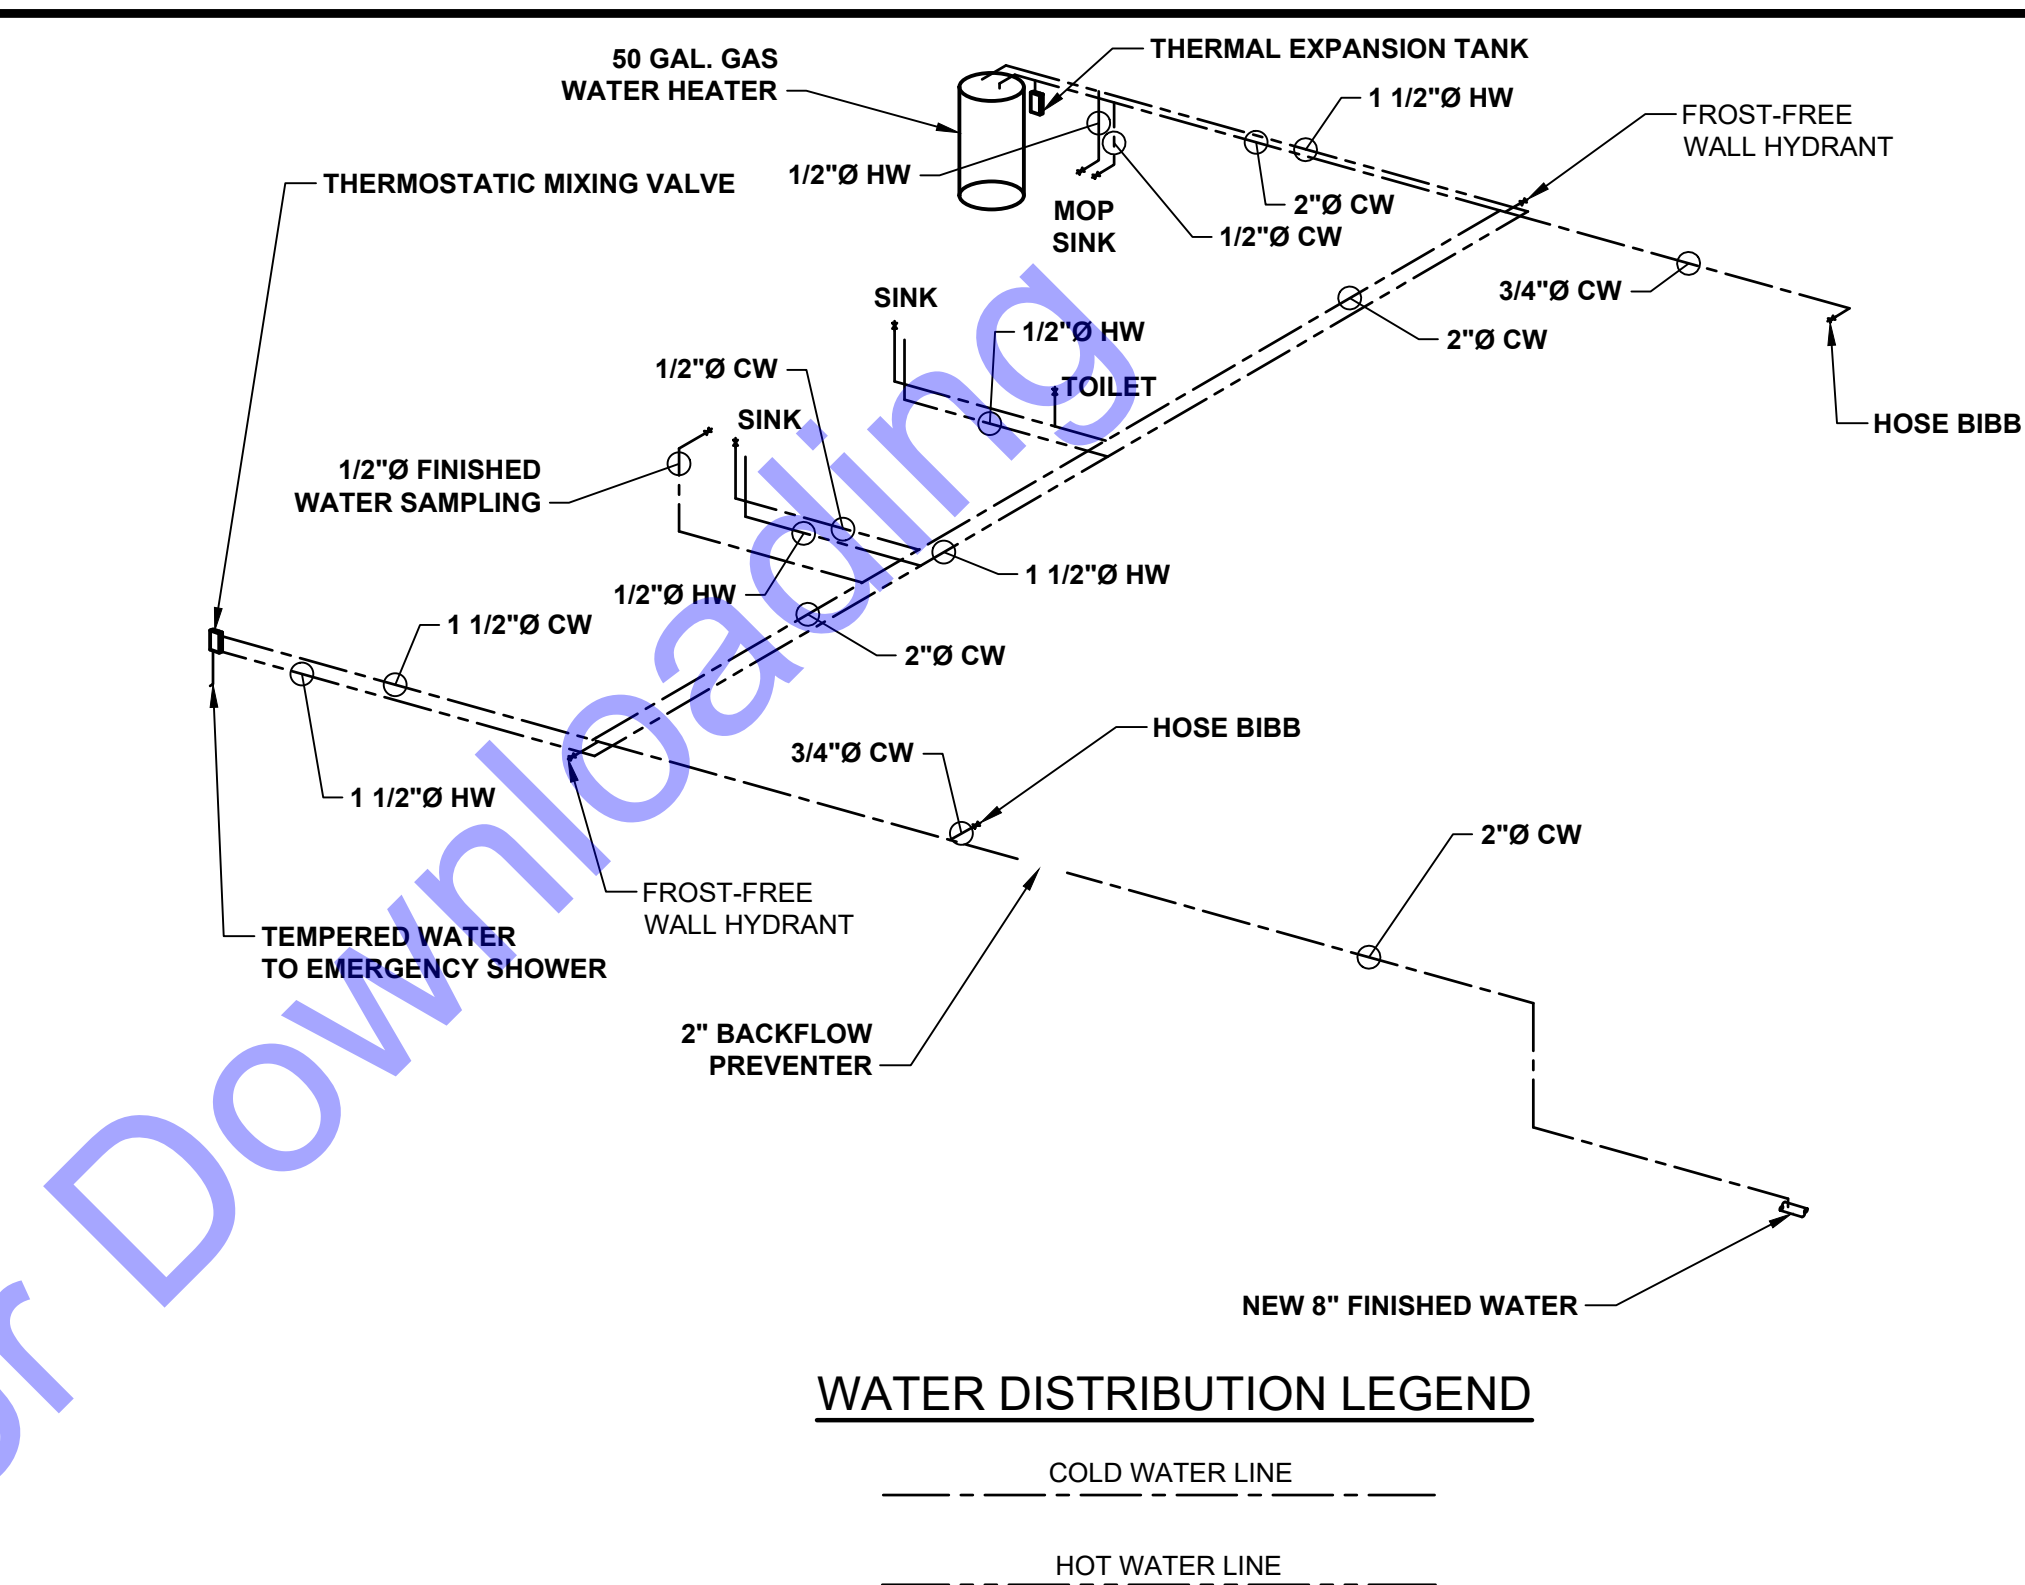 50 GAL. GAS
WATER HEATER
THERMAL EXPANSION TANK
1 1/2"Ø HW
FROST-FREE
WALL HYDRANT
THERMOSTATIC MIXING VALVE
1/2"Ø HW
MOP
SINK
2"Ø CW
1/2"Ø CW
3/4"Ø CW
SINK
1/2"Ø HW
2"Ø CW
1/2"Ø CW
TOILET
SINK
HOSE BIBB
1/2"Ø FINISHED
WATER SAMPLING
1 1/2"Ø HW
1/2"Ø HW
1 1/2"Ø CW
2"Ø CW
HOSE BIBB
3/4"Ø CW
1 1/2"Ø HW
2"Ø CW
FROST-FREE
WALL HYDRANT
TEMPERED WATER
TO EMERGENCY SHOWER
2" BACKFLOW
PREVENTER
NEW 8" FINISHED WATER
WATER DISTRIBUTION LEGEND
COLD WATER LINE
HOT WATER LINE
or Downloading